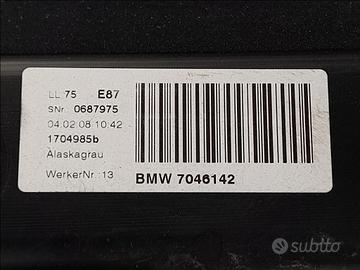 LL 75 E87
SNr. 0687975
04.02.08 10:42
1704985b
Alaskagrau
WerkerNr.: 13
BMW 7046142
subito